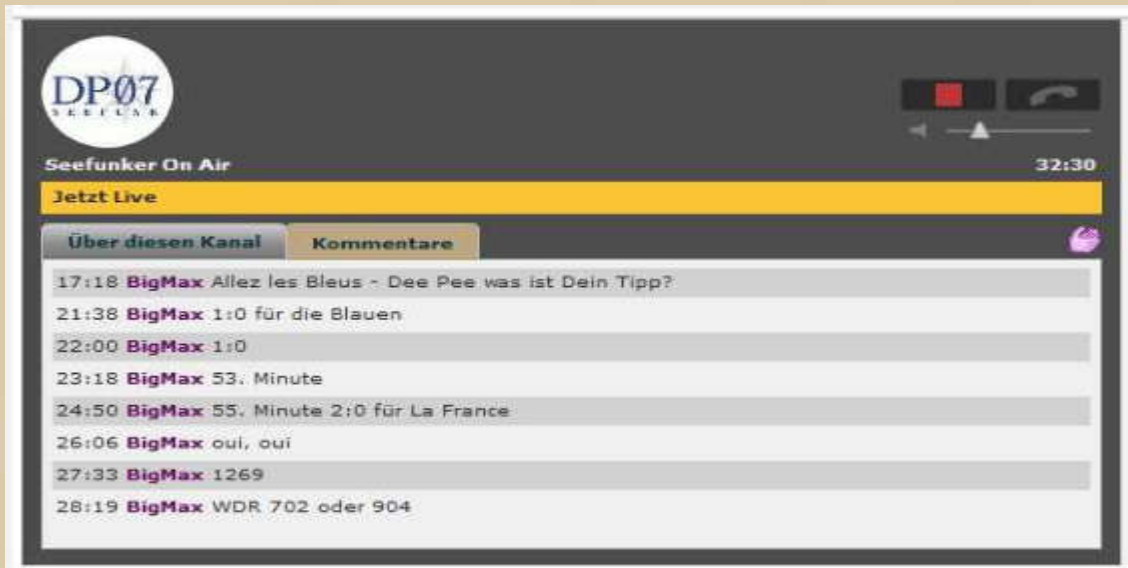 DP07
SEEFUNK
Seefunker On Air
32:30
Jetzt Live
Über diesen Kanal
Kommentare
17:18 BigMax Allez les Bleus - Dee Pee was ist Dein Tipp?
21:38 BigMax 1:0 für die Blauen
22:00 BigMax 1:0
23:18 BigMax 53. Minute
24:50 BigMax 55. Minute 2:0 für La France
26:06 BigMax oui, oui
27:33 BigMax 1269
28:19 BigMax WDR 702 oder 904